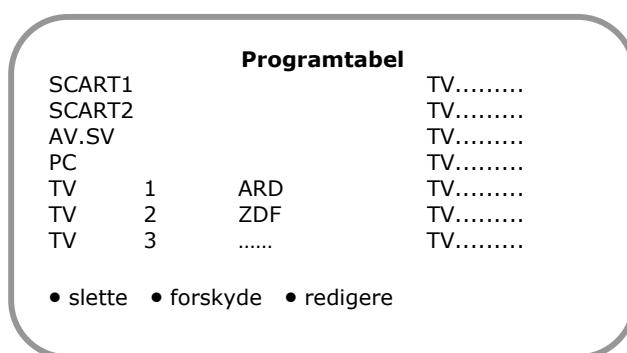 Programtabel
SCART1 TV.........
SCART2 TV.........
AV.SV TV.........
PC TV.........
TV 1 ARD TV.........
TV 2 ZDF TV.........
TV 3 ...... TV.........
● slette ● forskyde ● redigere